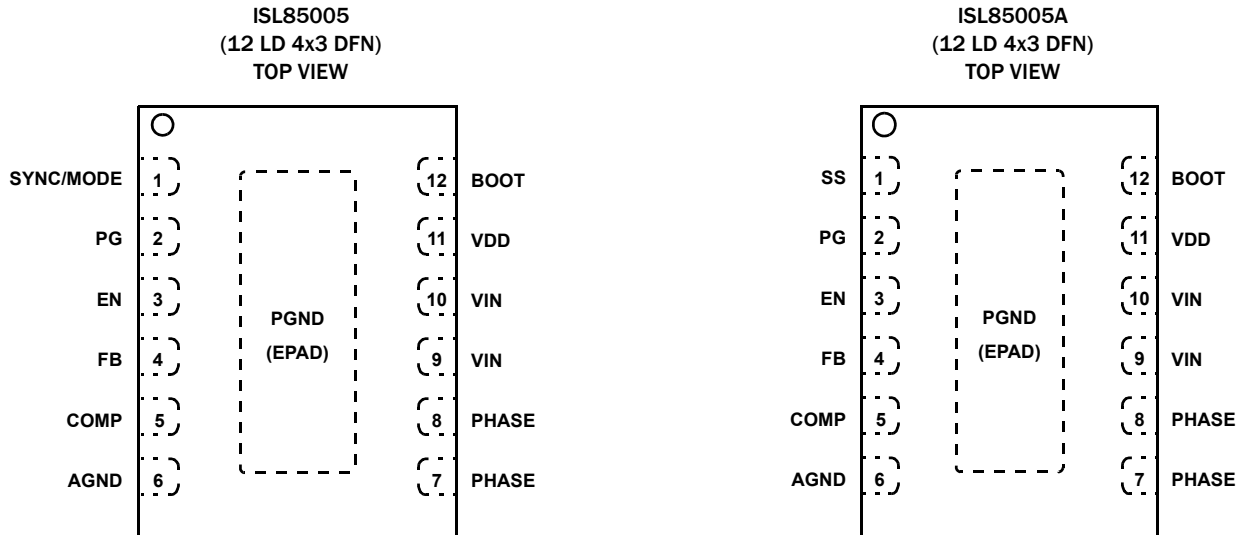 ISL85005
(12 LD 4x3 DFN)
TOP VIEW
SYNC/MODE 1
PG 2
EN 3
FB 4
COMP 5
AGND 6
PGND
(EPAD)
12 BOOT
11 VDD
10 VIN
9 VIN
8 PHASE
7 PHASE
ISL85005A
(12 LD 4x3 DFN)
TOP VIEW
SS 1
PG 2
EN 3
FB 4
COMP 5
AGND 6
PGND
(EPAD)
12 BOOT
11 VDD
10 VIN
9 VIN
8 PHASE
7 PHASE